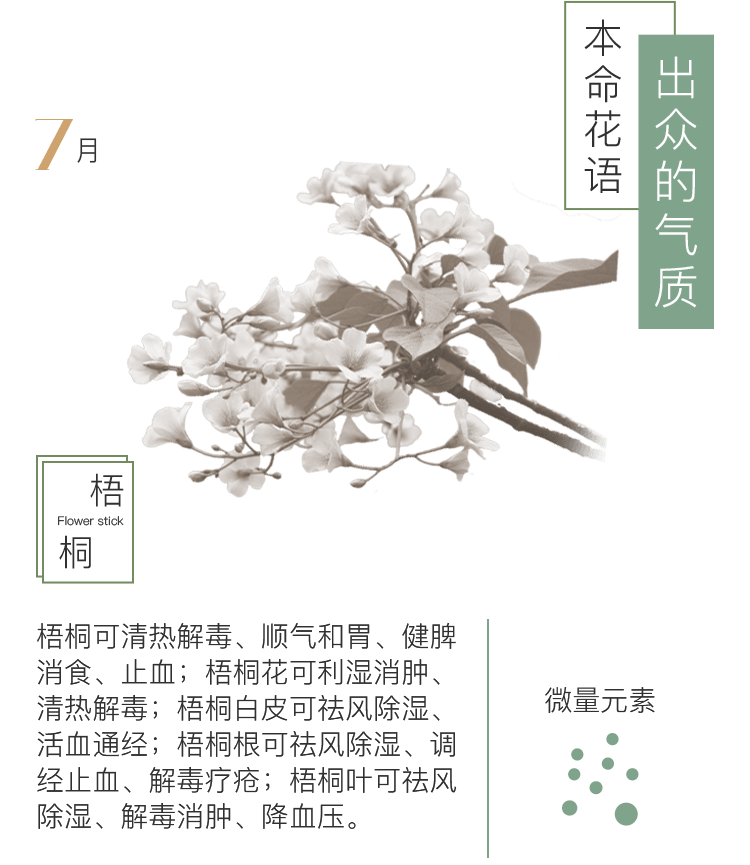 本命花语
出众的气质
7月
梧
Flower stick
桐
梧桐可清热解毒、顺气和胃、健脾
消食、止血；梧桐花可利湿消肿、
清热解毒；梧桐白皮可祛风除湿、
活血通经；梧桐根可祛风除湿、调
经止血、解毒疗疮；梧桐叶可祛风
除湿、解毒消肿、降血压。
微量元素